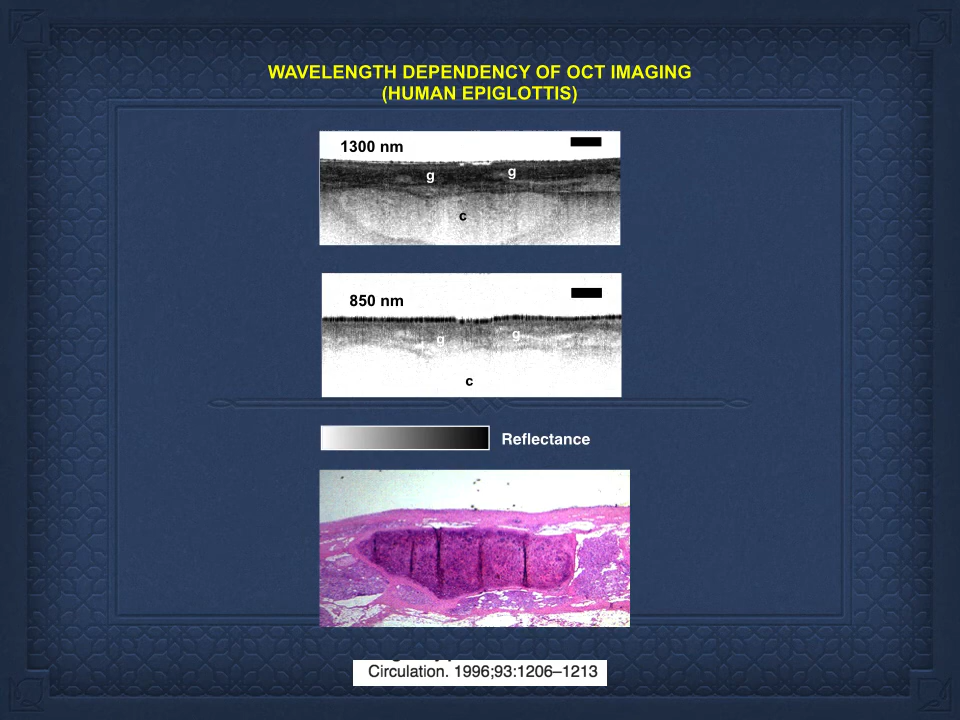 WAVELENGTH DEPENDENCY OF OCT IMAGING
(HUMAN EPIGLOTTIS)
1300 nm
g g
c
850 nm
g g
c
Reflectance
Circulation. 1996;93:1206–1213